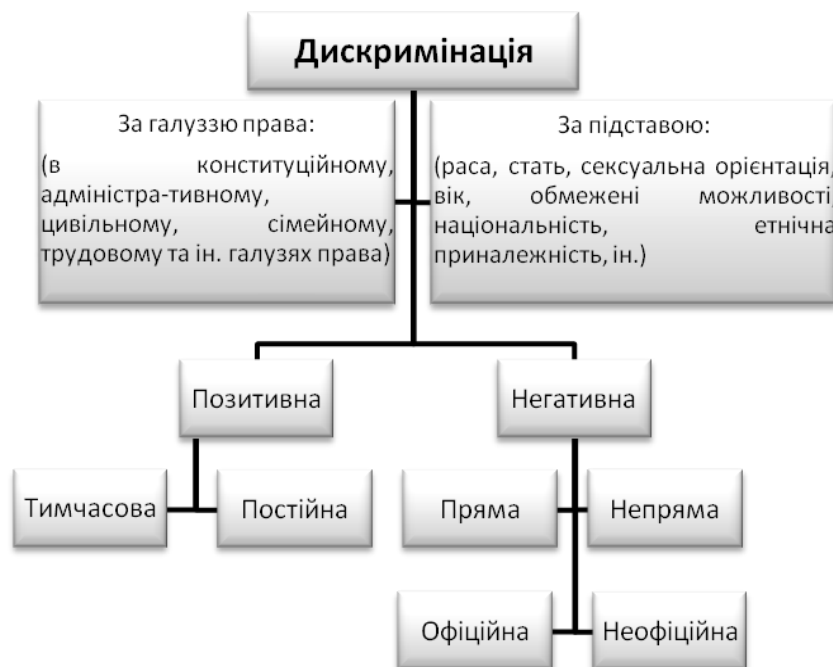 Дискримінація
За галуззю права:
(в конституційному,
адміністра-тивному,
цивільному, сімейному,
трудовому та ін. галузях права)
За підставою:
(раса, стать, сексуальна орієнтація,
вік, обмежені можливості,
національність, етнічна
приналежність, ін.)
Позитивна
Негативна
Тимчасова
Постійна
Пряма
Непряма
Офіційна
Неофіційна